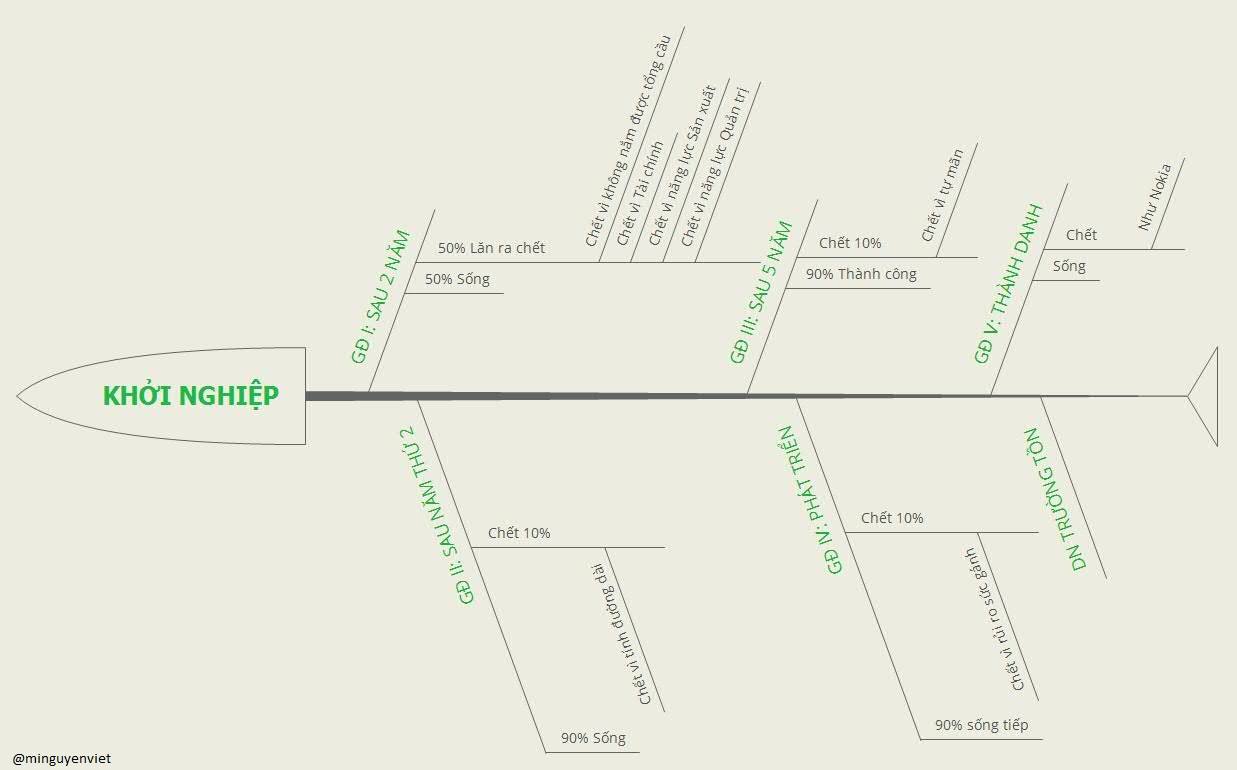 KHỞI NGHIỆP
GĐ I: SAU 2 NĂM
50% Lăn ra chết
Chết vì không nắm được tổng cầu
Chết vì Tài chính
Chết vì năng lực Sản xuất
Chết vì năng lực Quản trị
50% Sống
GĐ II: SAU NĂM THỨ 2
Chết 10%
Chết vì tính đường dài
90% Sống
GĐ III: SAU 5 NĂM
Chết 10%
Chết vì tự mãn
90% Thành công
GĐ IV: PHÁT TRIỂN
Chết 10%
Chết vì rủi ro sức gánh
90% sống tiếp
GĐ V: THÀNH DANH
Chết
Như Nokia
Sống
DN TRƯỜNG TỒN
@minguyenviet